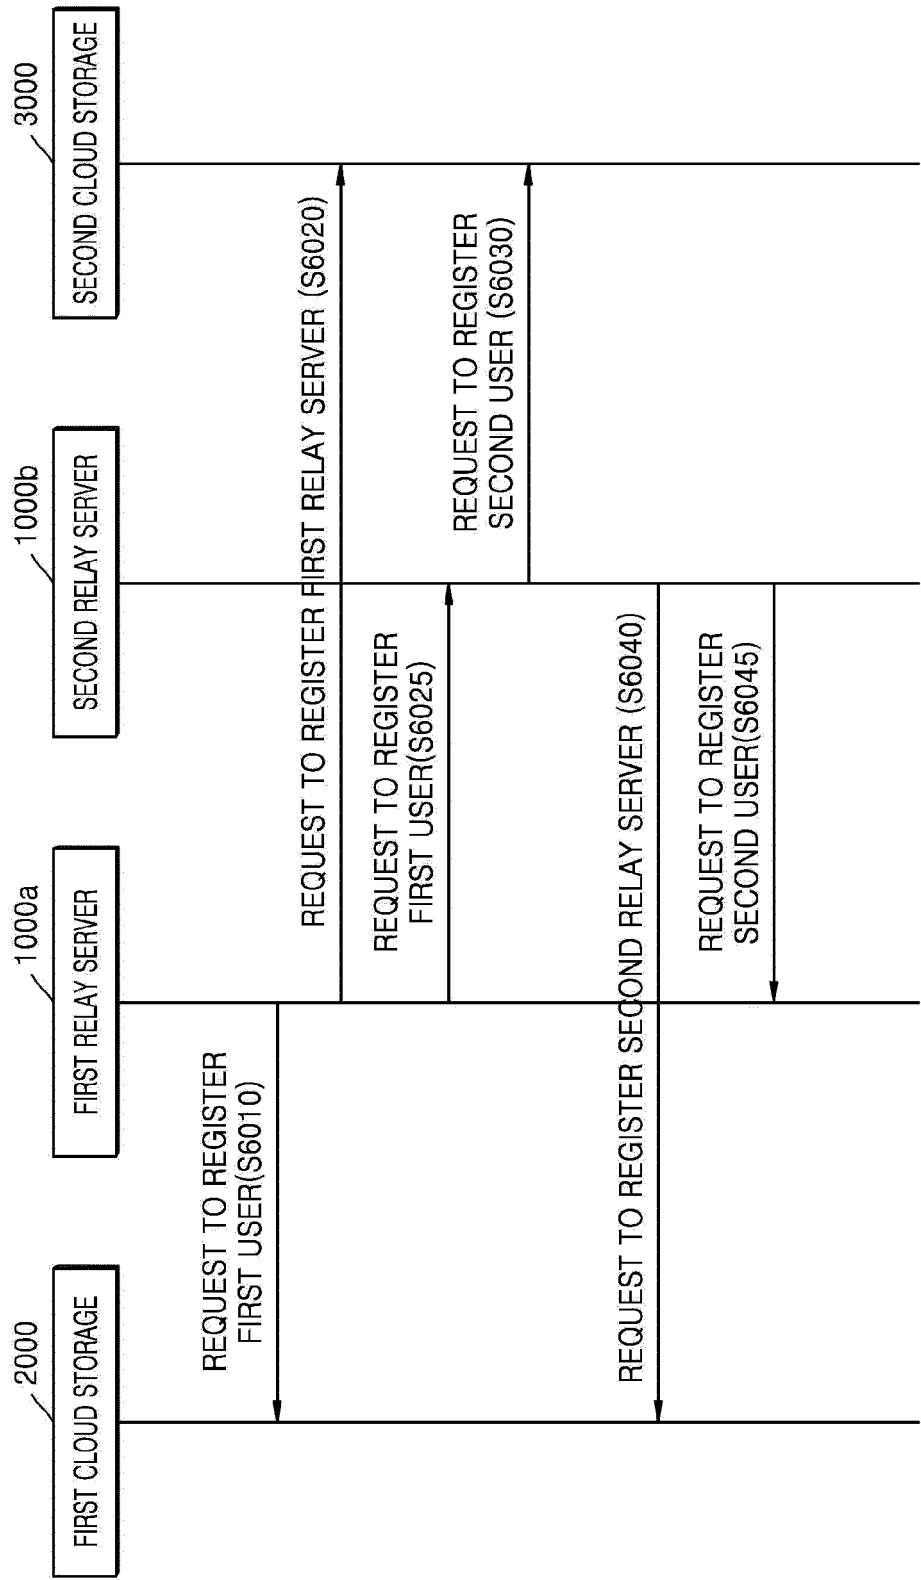 2000
1000a
1000b
3000
FIRST CLOUD STORAGE
FIRST RELAY SERVER
SECOND RELAY SERVER
SECOND CLOUD STORAGE
REQUEST TO REGISTER
FIRST USER(S6010)
REQUEST TO REGISTER FIRST RELAY SERVER (S6020)
REQUEST TO REGISTER
FIRST USER(S6025)
REQUEST TO REGISTER
SECOND USER (S6030)
REQUEST TO REGISTER SECOND RELAY SERVER (S6040)
REQUEST TO REGISTER
SECOND USER(S6045)